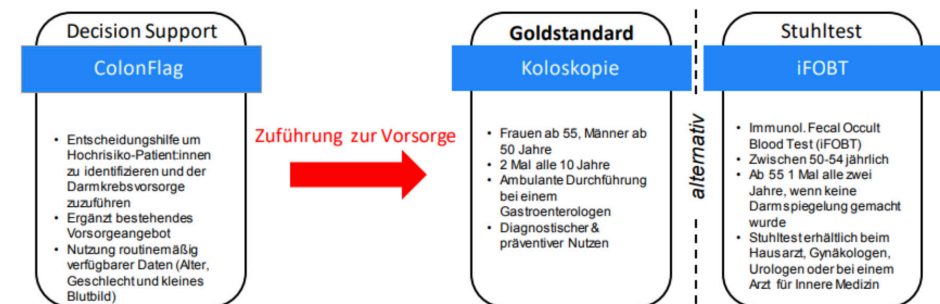 Decision Support
ColonFlag
• Entscheidungshilfe um
Hochrisiko-Patient:innen
zu identifizieren und der
Darmkrebsvorsorge
zuzuführen
• Ergänzt bestehendes
Vorsorgeangebot
• Nutzung routinemäßig
verfügbarer Daten (Alter,
Geschlecht und kleines
Blutbild)
Zuführung zur Vorsorge
Goldstandard
Koloskopie
• Frauen ab 55, Männer ab
50 Jahre
• 2 Mal alle 10 Jahre
• Ambulante Durchführung
bei einem
Gastroenterologen
• Diagnostischer &
präventiver Nutzen
alternativ
Stuhltest
iFOBT
• Immunol. Fecal Occult
Blood Test (iFOBT)
• Zwischen 50-54 jährlich
• Ab 55 1 Mal alle zwei
Jahre, wenn keine
Darmspiegelung gemacht
wurde
• Stuhltest erhältlich beim
Hausarzt, Gynäkologen,
Urologen oder bei einem
Arzt für Innere Medizin